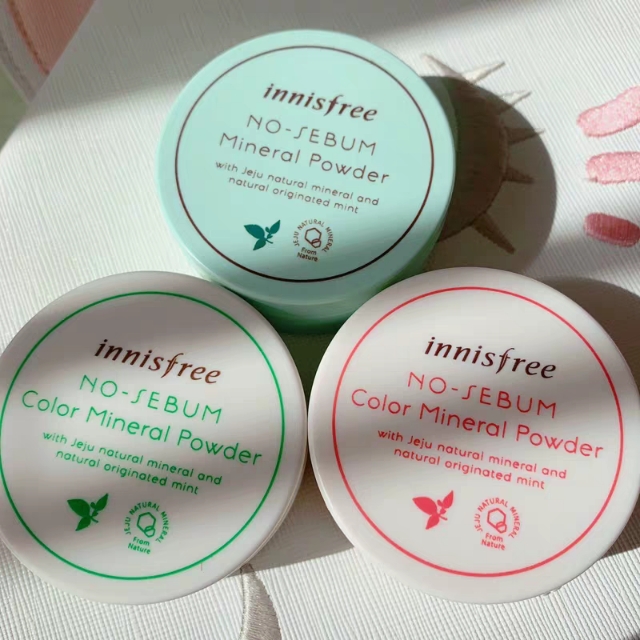 innisfree
NO-SEBUM
Mineral Powder
with Jeju natural mineral and
natural originated mint
JEJU NATURAL MINERAL
From
Nature
innisfree
NO-SEBUM
Color Mineral Powder
with Jeju natural mineral and
natural originated mint
JEJU NATURAL MINERAL
From
Nature
innisfree
NO-SEBUM
Color Mineral Powder
with Jeju natural mineral and
natural originated mint
JEJU NATURAL MINERAL
From
Nature